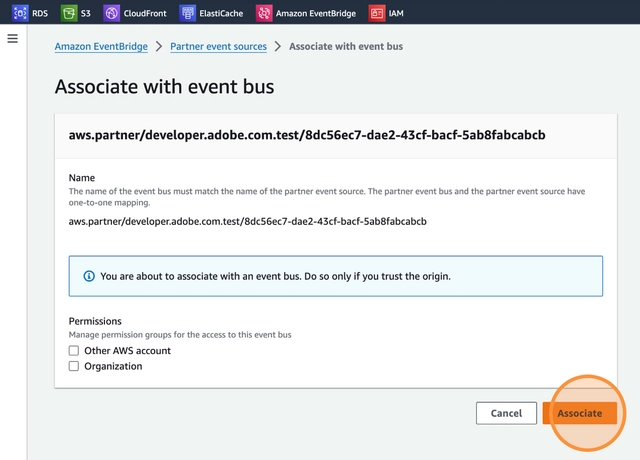 RDS S3 CloudFront ElastiCache Amazon EventBridge IAM
Amazon EventBridge > Partner event sources > Associate with event bus
Associate with event bus
aws.partner/developer.adobe.com.test/8dc56ec7-dae2-43cf-bacf-5ab8fabcabcb
Name
The name of the event bus must match the name of the partner event source. The partner event bus and the partner event source have
one-to-one mapping.
aws.partner/developer.adobe.com.test/8dc56ec7-dae2-43cf-bacf-5ab8fabcabcb
You are about to associate with an event bus. Do so only if you trust the origin.
Permissions
Manage permission groups for the access to this event bus
Other AWS account
Organization
Cancel Associate